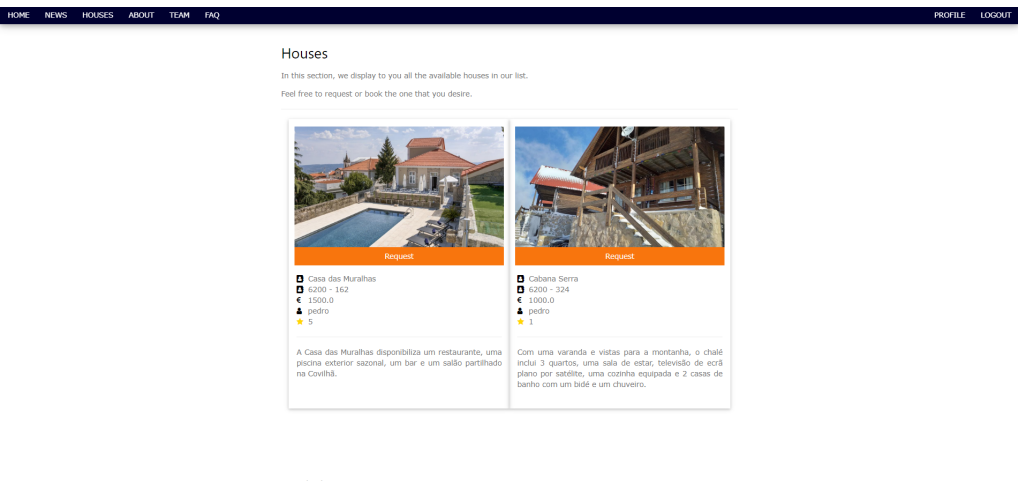 HOME NEWS HOUSES ABOUT TEAM FAQ PROFILE LOGOUT
Houses
In this section, we display to you all the available houses in our list.
Feel free to request or book the one that you desire.
Request
Casa das Muralhas
6200 - 162
€ 1500.0
pedro
5
A Casa das Muralhas disponibiliza um restaurante, uma
piscina exterior sazonal, um bar e um salão partilhado
na Covilhã.
Request
Cabana Serra
6200 - 324
€ 1000.0
pedro
1
Com uma varanda e vistas para a montanha, o chalé
inclui 3 quartos, uma sala de estar, televisão de ecrã
plano por satélite, uma cozinha equipada e 2 casas de
banho com um bidé e um chuveiro.